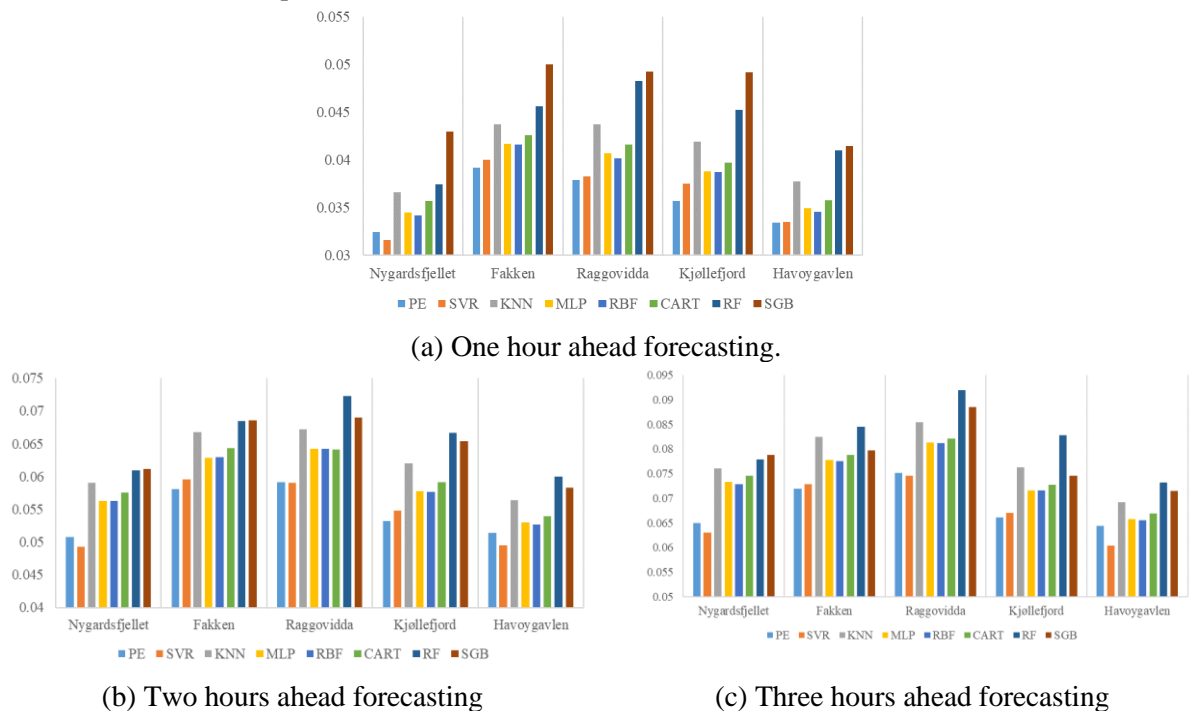 0.055
0.05
0.045
0.04
0.035
0.03
Nygardsfjellet Fakken Raggovidda Kjøllefjord Havoygavlen
PE SVR KNN MLP RBF CART RF SGB
(a) One hour ahead forecasting.
0.075
0.07
0.065
0.06
0.055
0.05
0.045
0.04
Nygardsfjellet Fakken Raggovidda Kjøllefjord Havoygavlen
PE SVR KNN MLP RBF CART RF SGB
(b) Two hours ahead forecasting
0.095
0.09
0.085
0.08
0.075
0.07
0.065
0.06
0.055
0.05
Nygardsfjellet Fakken Raggovidda Kjøllefjord Havoygavlen
PE SVR KNN MLP RBF CART RF SGB
(c) Three hours ahead forecasting